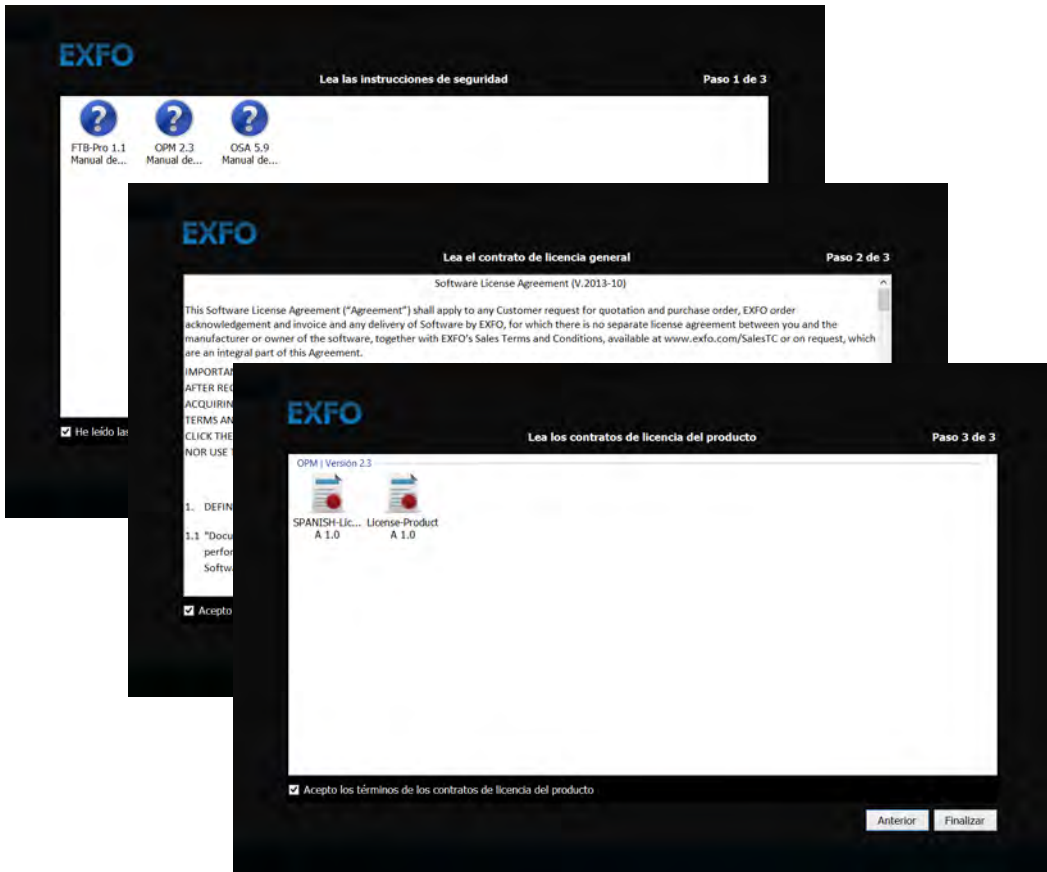 EXFO
Lea las instrucciones de seguridad
Paso 1 de 3
FTB-Pro 1.1
Manual de...
OPM 2.3
Manual de...
OSA 5.9
Manual de...
He leído las
EXFO
Lea el contrato de licencia general
Paso 2 de 3
Software License Agreement (V.2013-10)
This Software License Agreement ("Agreement") shall apply to any Customer request for quotation and purchase order, EXFO order
acknowledgement and invoice and any delivery of Software by EXFO, for which there is no separate license agreement between you and the
manufacturer or owner of the software, together with EXFO's Sales Terms and Conditions, available at www.exfo.com/SalesTC or on request, which
are an integral part of this Agreement.
IMPORTA
AFTER REC
ACQUIRIN
TERMS AN
CLICK THE
NOR USE
1. DEFIN
1.1 "Docu
perfor
Softw
Acepto
EXFO
Lea los contratos de licencia del producto
Paso 3 de 3
OPM | Versión 2.3
SPANISH-Lic...
A 1.0
License-Product
A 1.0
Acepto los términos de los contratos de licencia del producto
Anterior
Finalizar